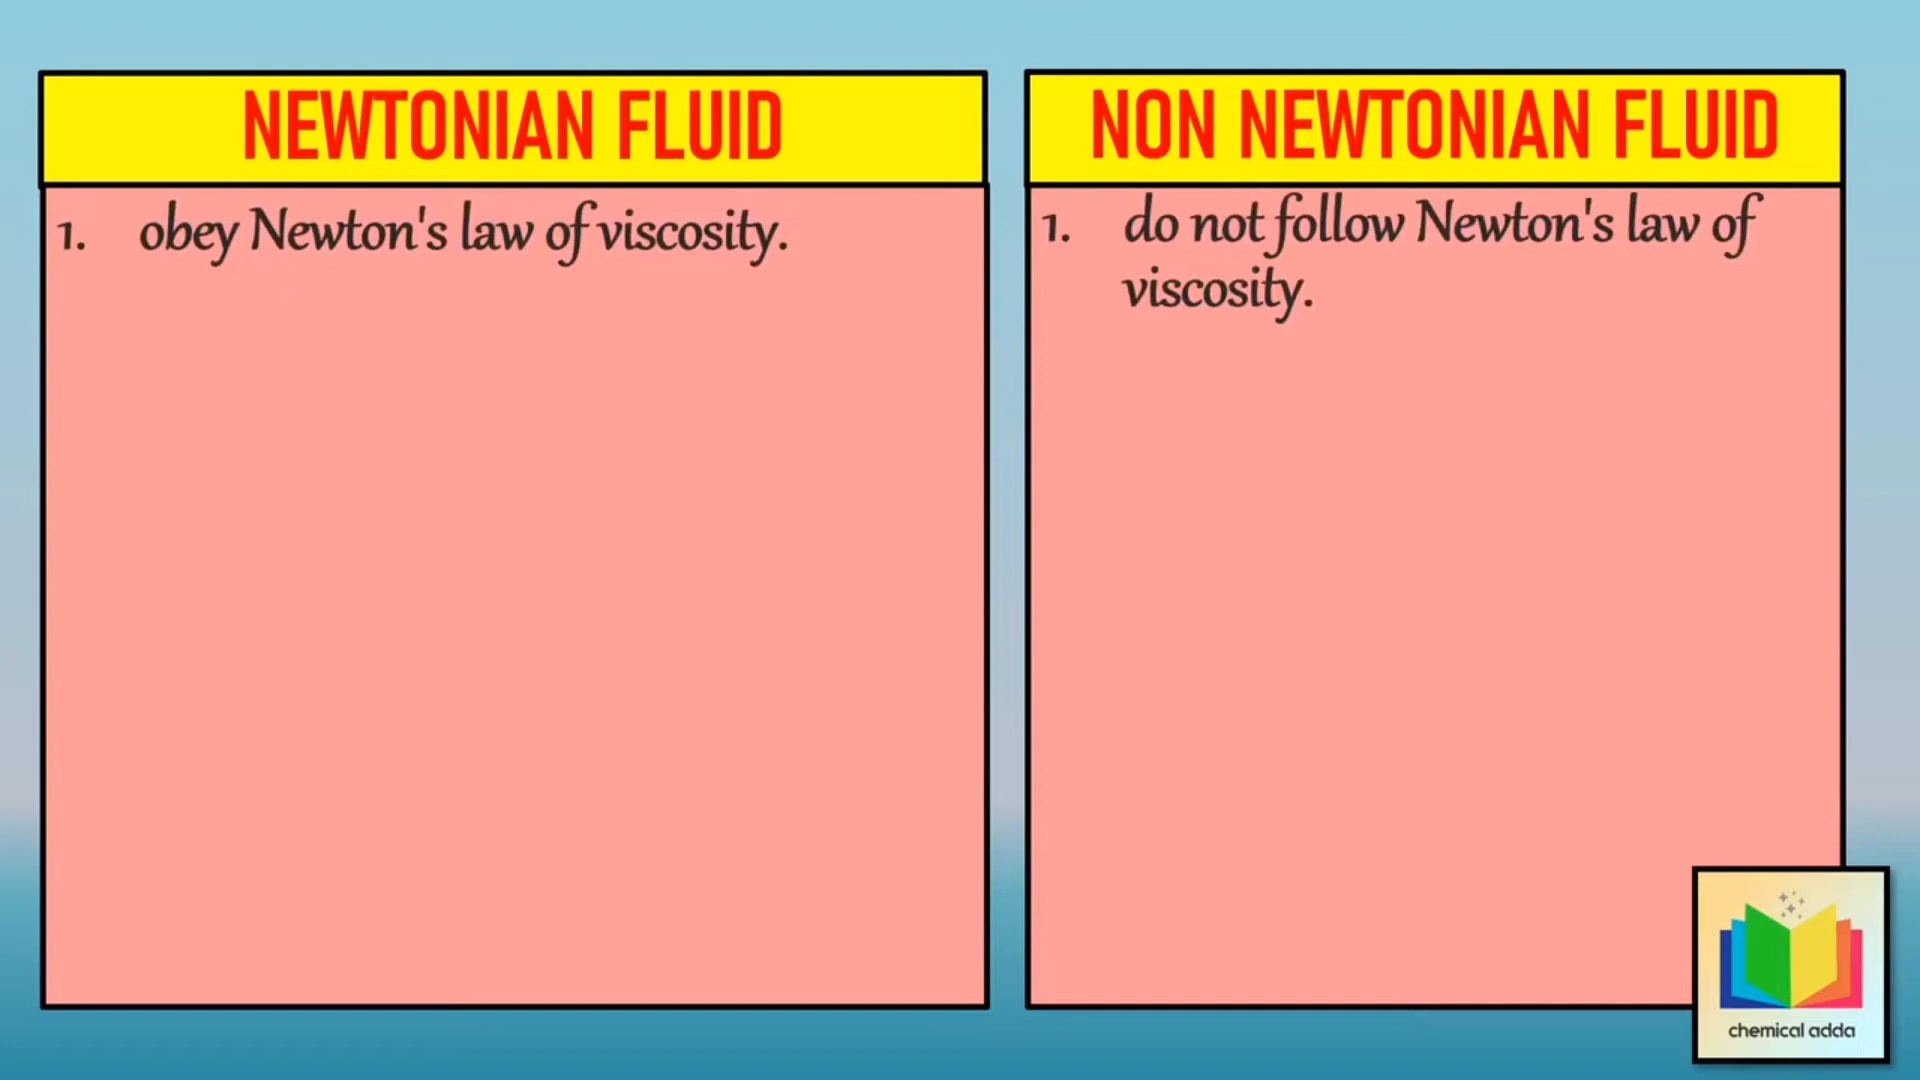 NEWTONIAN FLUID
1. obey Newton's law of viscosity.
NON NEWTONIAN FLUID
1. do not follow Newton's law of
viscosity.
chemical adda